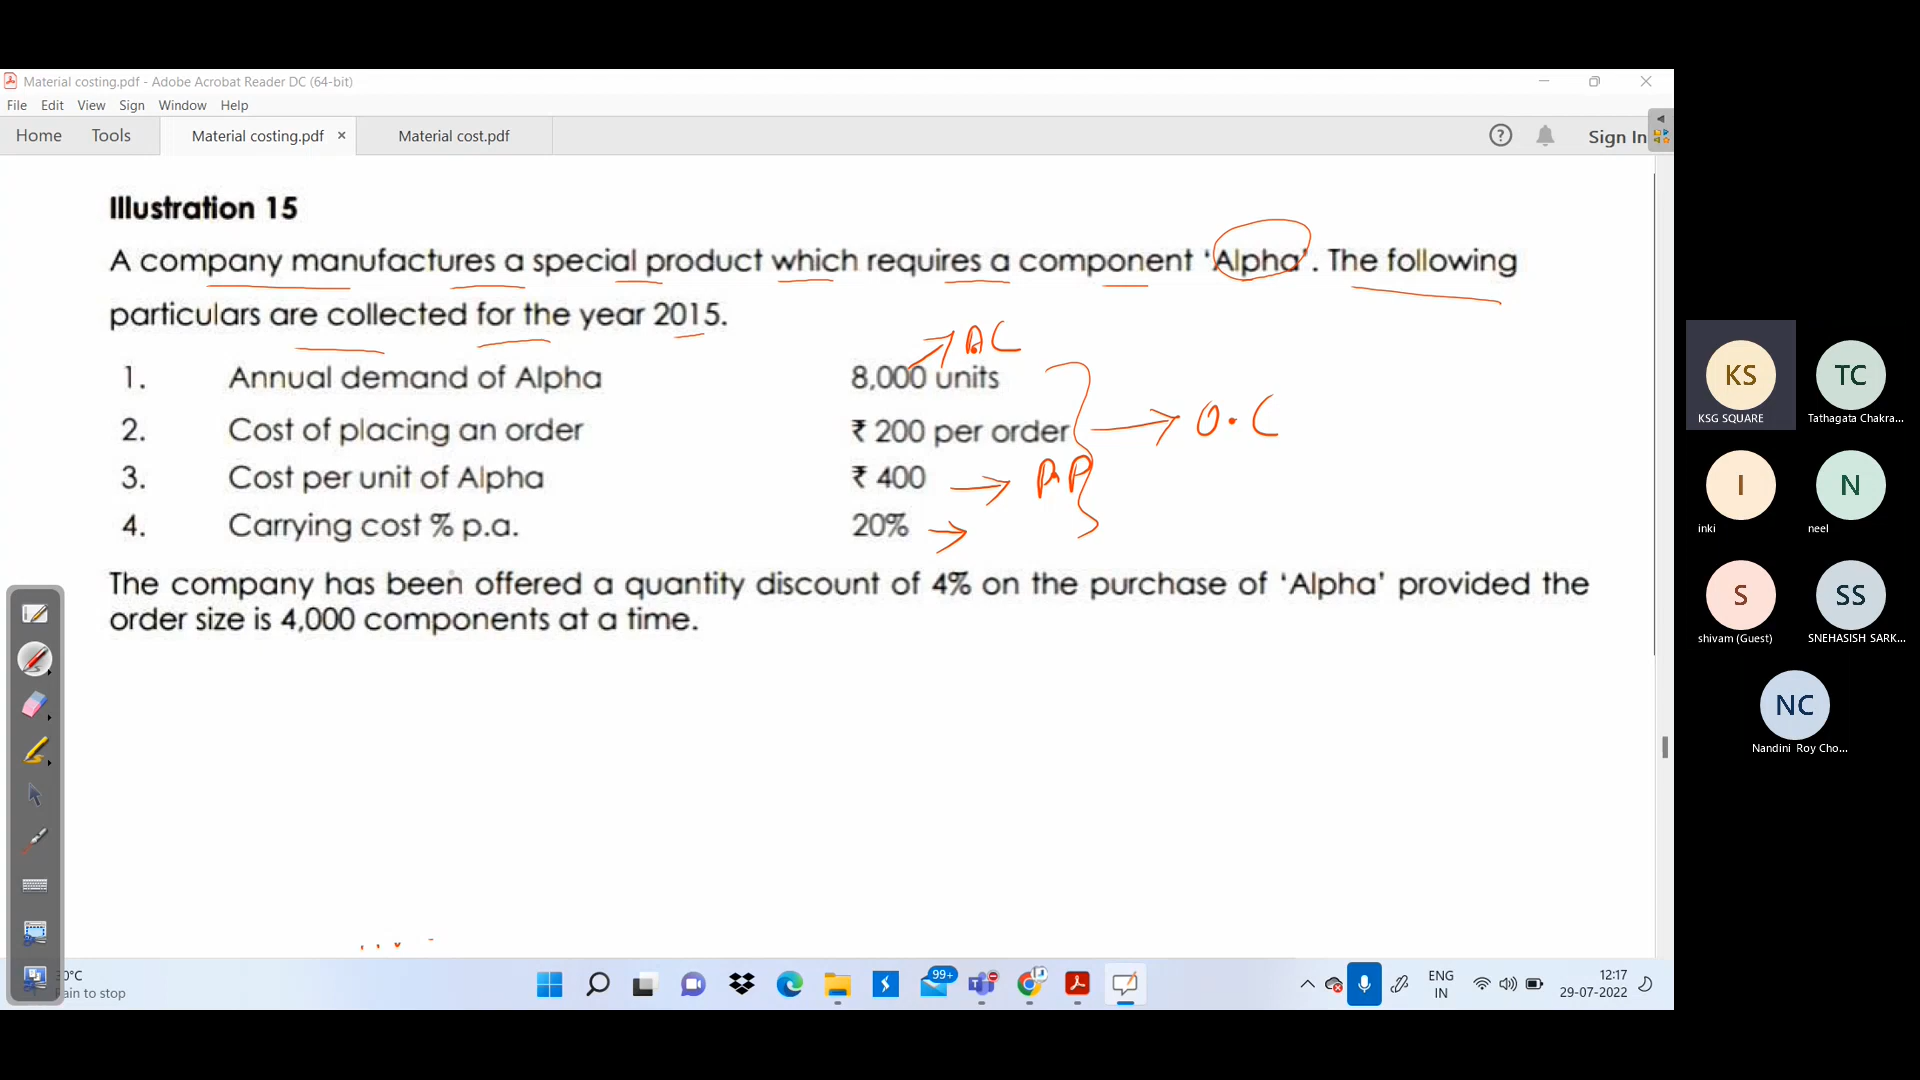 Material costing.pdf - Adobe Acrobat Reader DC (64-bit)
File Edit View Sign Window Help
Home Tools Material costing.pdf × Material cost.pdf Sign In
Illustration 15
A company manufactures a special product which requires a component ‘Alpha’. The following
particulars are collected for the year 2015.
AC
1. Annual demand of Alpha 8,000 units
2. Cost of placing an order ₹ 200 per order
O.C
3. Cost per unit of Alpha ₹ 400
4. Carrying cost % p.a. 20%
The company has been offered a quantity discount of 4% on the purchase of ‘Alpha’ provided the
order size is 4,000 components at a time.
KS
KSG SQUARE
TC
Tathagata Chakra...
I
inki
N
neel
S
shivam (Guest)
SS
SNEHASISH SARK...
NC
Nandini Roy Cho...
0°C
ain to stop
99+
ENG
IN
12:17
29-07-2022